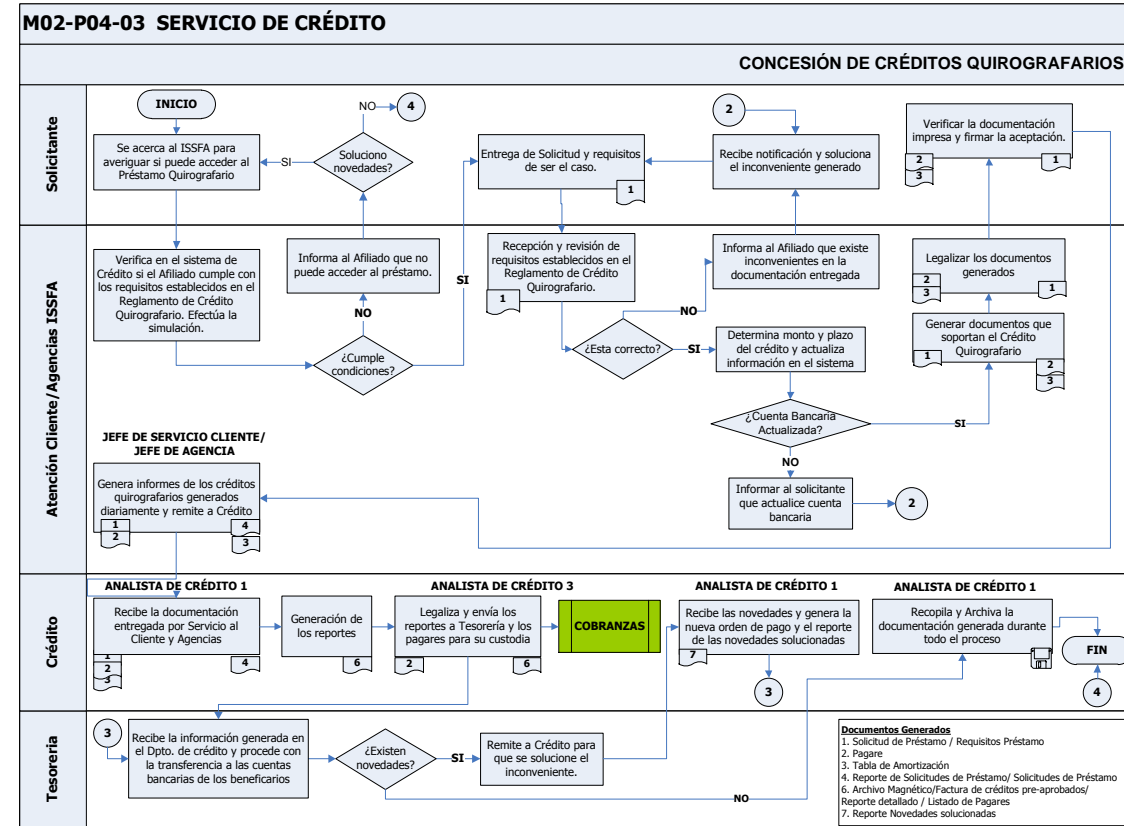 M02-P04-03 SERVICIO DE CRÉDITO
CONCESIÓN DE CRÉDITOS QUIROGRAFARIOS
Solicitante
INICIO
Se acerca al ISSFA para
averiguar si puede acceder al
Préstamo Quirografario
SI
Soluciono
novedades?
NO
4
Entrega de Solicitud y requisitos
de ser el caso.
1
2
Recibe notificación y soluciona
el inconveniente generado
Verificar la documentación
impresa y firmar la aceptación.
2
3
1
Atención Cliente/Agencias ISSFA
Verifica en el sistema de
Crédito si el Afiliado cumple con
los requisitos establecidos en el
Reglamento de Crédito
Quirografario. Efectúa la
simulación.
Informa al Afiliado que no
puede acceder al préstamo.
NO
¿Cumple
condiciones?
SI
Recepción y revisión de
requisitos establecidos en el
Reglamento de Crédito
Quirografario.
1
¿Esta correcto?
NO
SI
Informa al Afiliado que existe
inconvenientes en la
documentación entregada
Determina monto y plazo
del crédito y actualiza
información en el sistema
¿Cuenta Bancaria
Actualizada?
SI
NO
Informar al solicitante
que actualice cuenta
bancaria
2
Legalizar los documentos
generados
2
3
1
Generar documentos que
soportan el Crédito
Quirografario
1
2
3
JEFE DE SERVICIO CLIENTE/
JEFE DE AGENCIA
Genera informes de los créditos
quirografarios generados
diariamente y remite a Crédito
1
2
4
3
Crédito
ANALISTA DE CRÉDITO 1
Recibe la documentación
entregada por Servicio al
Cliente y Agencias
1
2
3
4
Generación de
los reportes
6
ANALISTA DE CRÉDITO 3
Legaliza y envía los
reportes a Tesorería y los
pagares para su custodia
2
6
COBRANZAS
ANALISTA DE CRÉDITO 1
Recibe las novedades y genera la
nueva orden de pago y el reporte
de las novedades solucionadas
7
3
ANALISTA DE CRÉDITO 1
Recopila y Archiva la
documentación generada durante
todo el proceso
FIN
4
Tesoreria
3
Recibe la información generada en
el Dpto. de crédito y procede con
la transferencia a las cuentas
bancarias de los beneficarios
¿Existen
novedades?
SI
NO
Remite a Crédito para
que se solucione el
inconveniente.
Documentos Generados
1. Solicitud de Préstamo / Requisitos Préstamo
2. Pagare
3. Tabla de Amortización
4. Reporte de Solicitudes de Préstamo/ Solicitudes de Préstamo
6. Archivo Magnético/Factura de créditos pre-aprobados/
Reporte detallado / Listado de Pagares
7. Reporte Novedades solucionadas